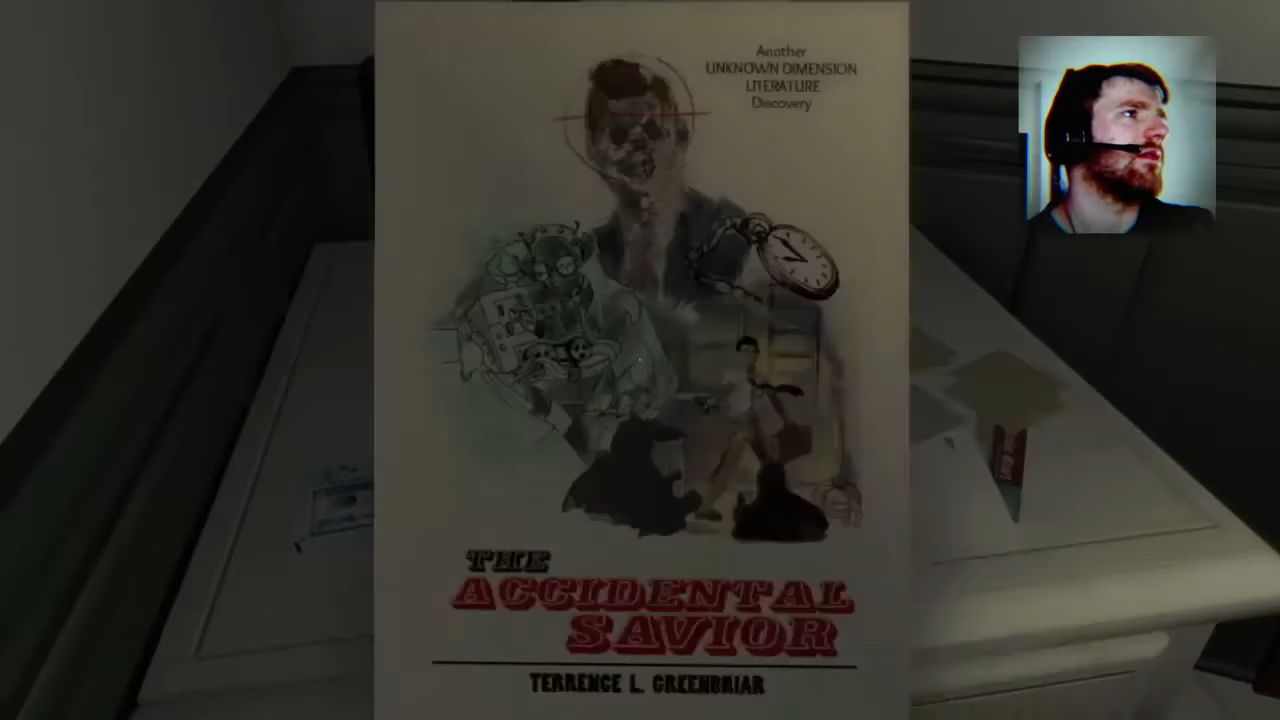 Another
UNKNOWN DIMENSION
LITERATURE
Discovery
THE
ACCIDENTAL
SAVIOR
TERRENCE L. GREENBRIAR